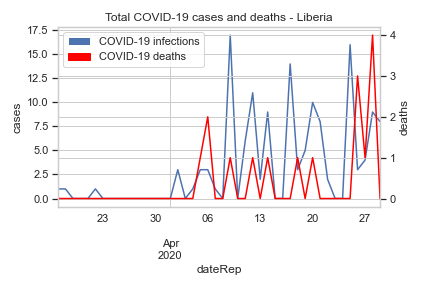 Total COVID-19 cases and deaths - Liberia
COVID-19 infections
COVID-19 deaths
cases
17.5
15.0
12.5
10.0
7.5
5.0
2.5
0.0
deaths
4
3
2
1
0
23
30
06
13
20
27
Apr
2020
dateRep